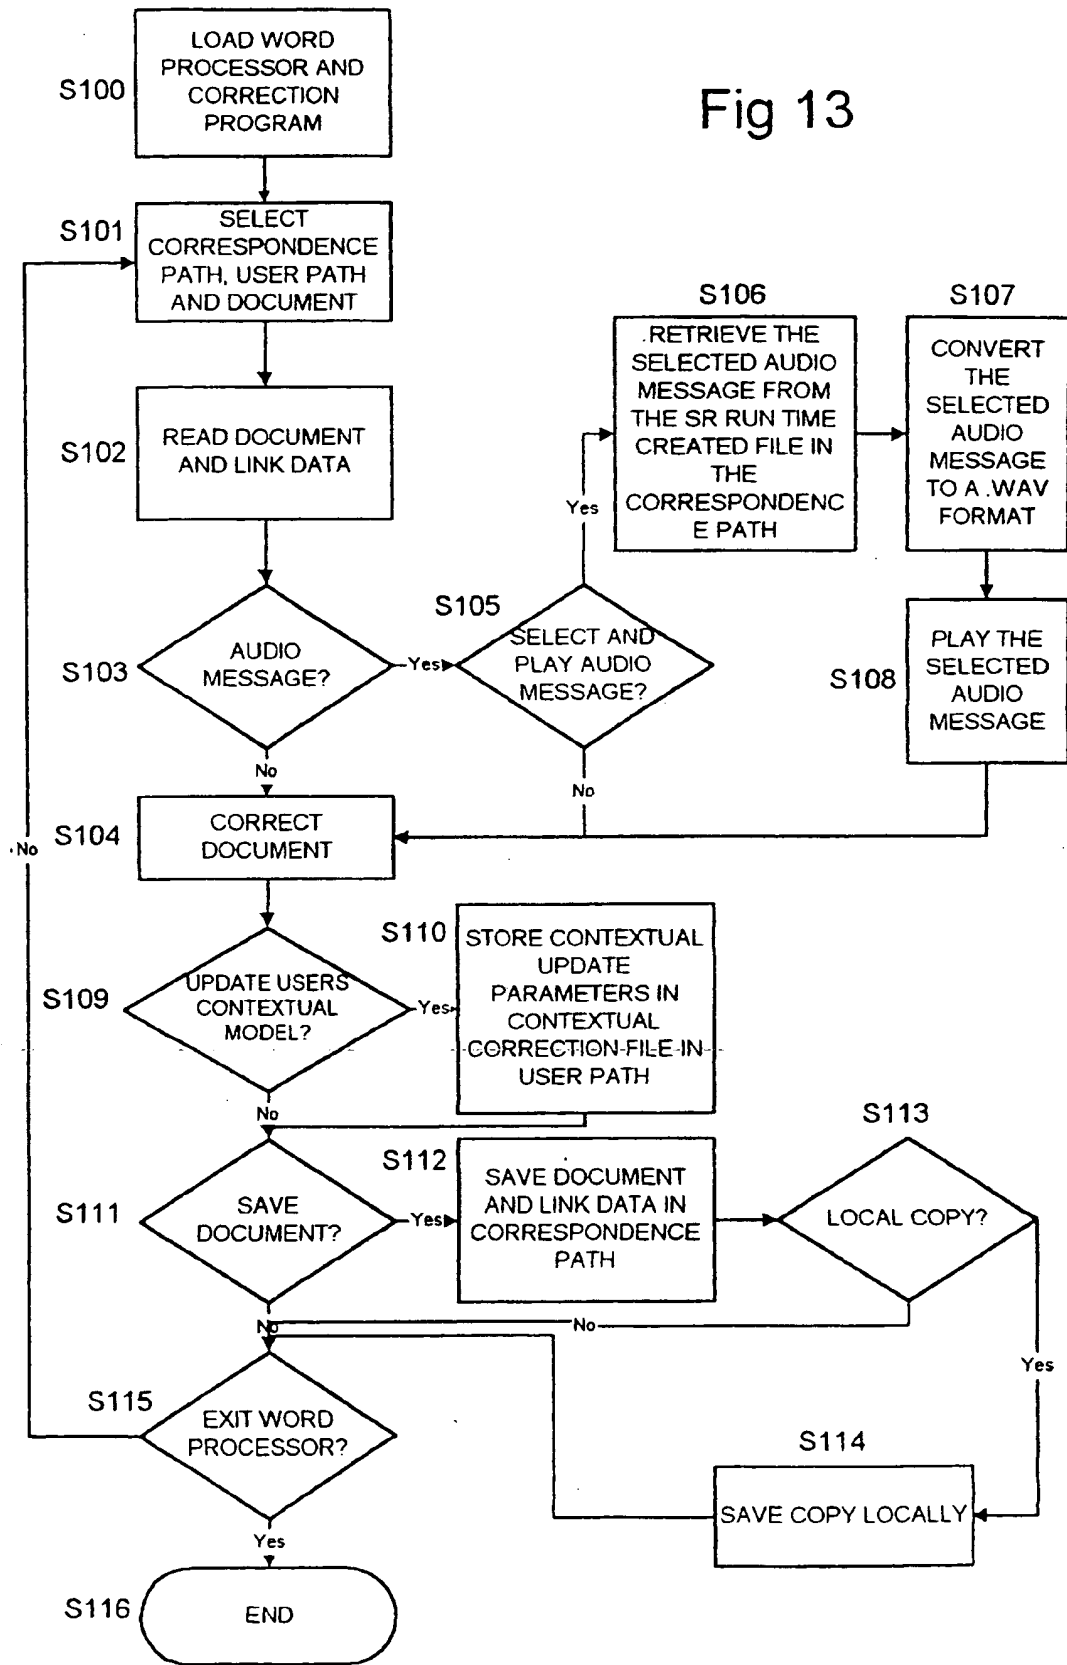 Fig 13
S100
LOAD WORD
PROCESSOR AND
CORRECTION
PROGRAM
S101
SELECT
CORRESPONDENCE
PATH, USER PATH
AND DOCUMENT
S102
READ DOCUMENT
AND LINK DATA
S103
AUDIO
MESSAGE?
Yes
No
S105
SELECT AND
PLAY AUDIO
MESSAGE?
Yes
No
S106
RETRIEVE THE
SELECTED AUDIO
MESSAGE FROM
THE SR RUN TIME
CREATED FILE IN
THE
CORRESPONDENC
E PATH
S107
CONVERT
THE
SELECTED
AUDIO
MESSAGE
TO A .WAV
FORMAT
S108
PLAY THE
SELECTED
AUDIO
MESSAGE
S104
CORRECT
DOCUMENT
No
S109
UPDATE USERS
CONTEXTUAL
MODEL?
Yes
No
S110
STORE CONTEXTUAL
UPDATE
PARAMETERS IN
CONTEXTUAL
CORRECTION FILE IN
USER PATH
S111
SAVE
DOCUMENT?
Yes
No
S112
SAVE DOCUMENT
AND LINK DATA IN
CORRESPONDENCE
PATH
S113
LOCAL COPY?
No
Yes
S114
SAVE COPY LOCALLY
S115
EXIT WORD
PROCESSOR?
Yes
S116
END